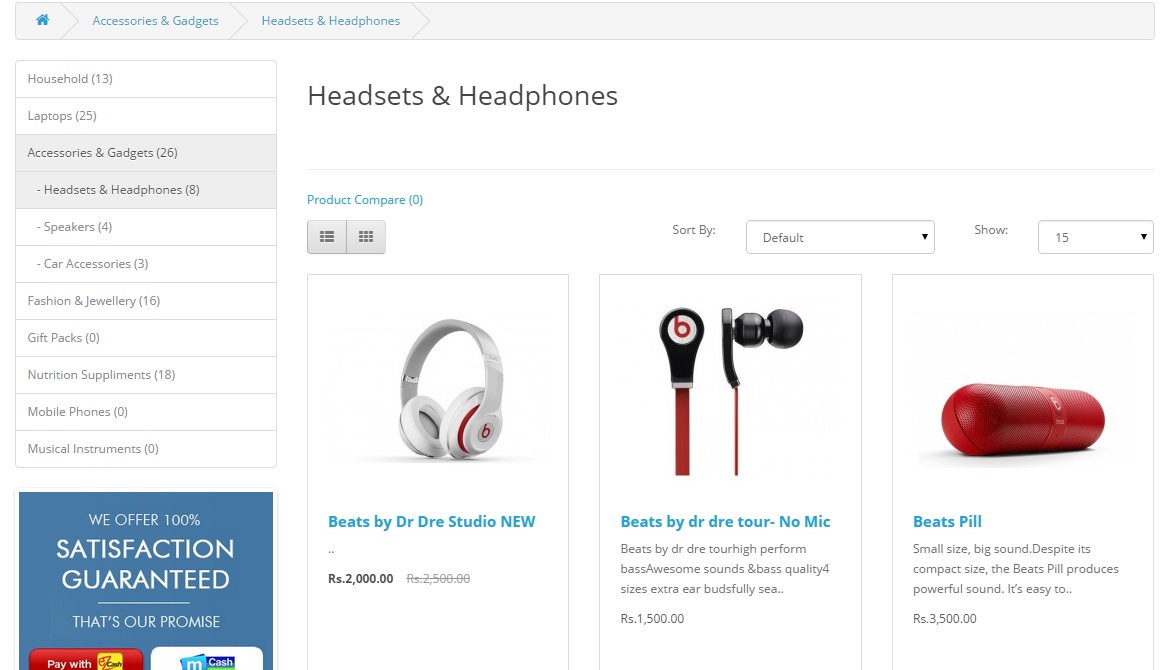 Accessories & Gadgets
Headsets & Headphones
Household (13)
Laptops (25)
Accessories & Gadgets (26)
- Headsets & Headphones (8)
- Speakers (4)
- Car Accessories (3)
Fashion & Jewellery (16)
Gift Packs (0)
Nutrition Suppliments (18)
Mobile Phones (0)
Musical Instruments (0)
WE OFFER 100%
SATISFACTION
GUARANTEED
THAT'S OUR PROMISE
Pay with eZ Cash
m Cash
Headsets & Headphones
Product Compare (0)
Sort By:
Default
Show:
15
Beats by Dr Dre Studio NEW
..
Rs.2,000.00 Rs.2,500.00
Beats by dr dre tour- No Mic
Beats by dr dre tourhigh perform
bassAwesome sounds &bass quality4
sizes extra ear budsfully sea..
Rs.1,500.00
Beats Pill
Small size, big sound.Despite its
compact size, the Beats Pill produces
powerful sound. It’s easy to..
Rs.3,500.00